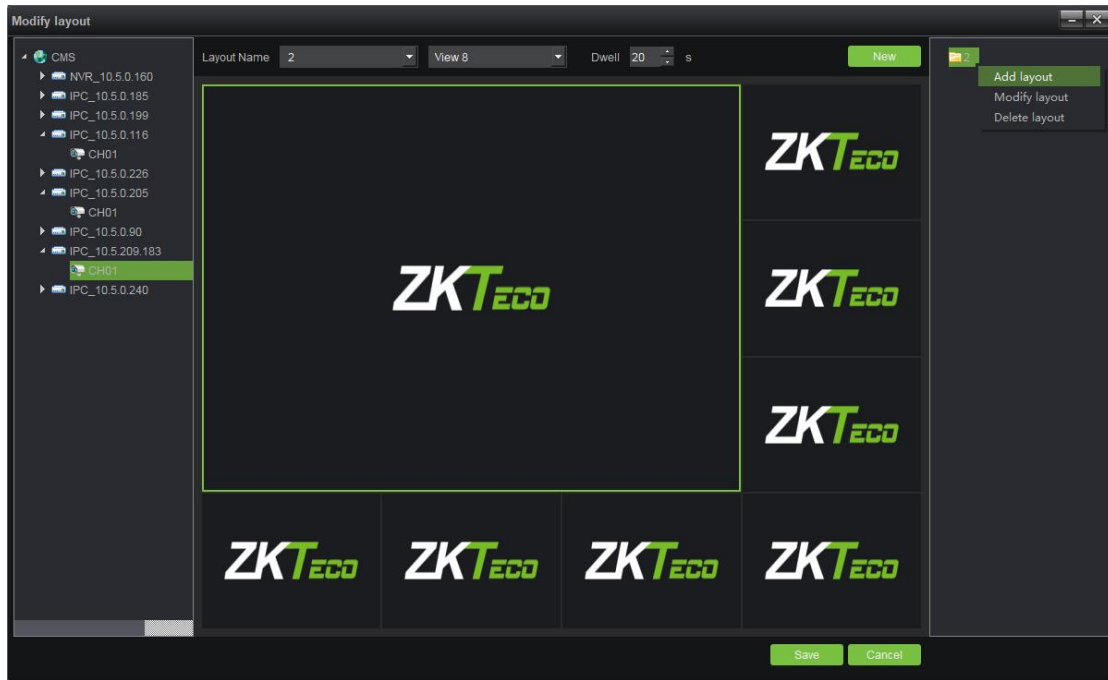 Modify layout
CMS
NVR_10.5.0.160
IPC_10.5.0.185
IPC_10.5.0.199
IPC_10.5.0.116
CH01
IPC_10.5.0.226
IPC_10.5.0.205
CH01
IPC_10.5.0.90
IPC_10.5.209.183
CH01
IPC_10.5.0.240
Layout Name 2 View 8 Dwell 20 s New
ZKTECO
ZKTECO
ZKTECO
ZKTECO
ZKTECO ZKTECO ZKTECO ZKTECO
2
Add layout
Modify layout
Delete layout
Save Cancel